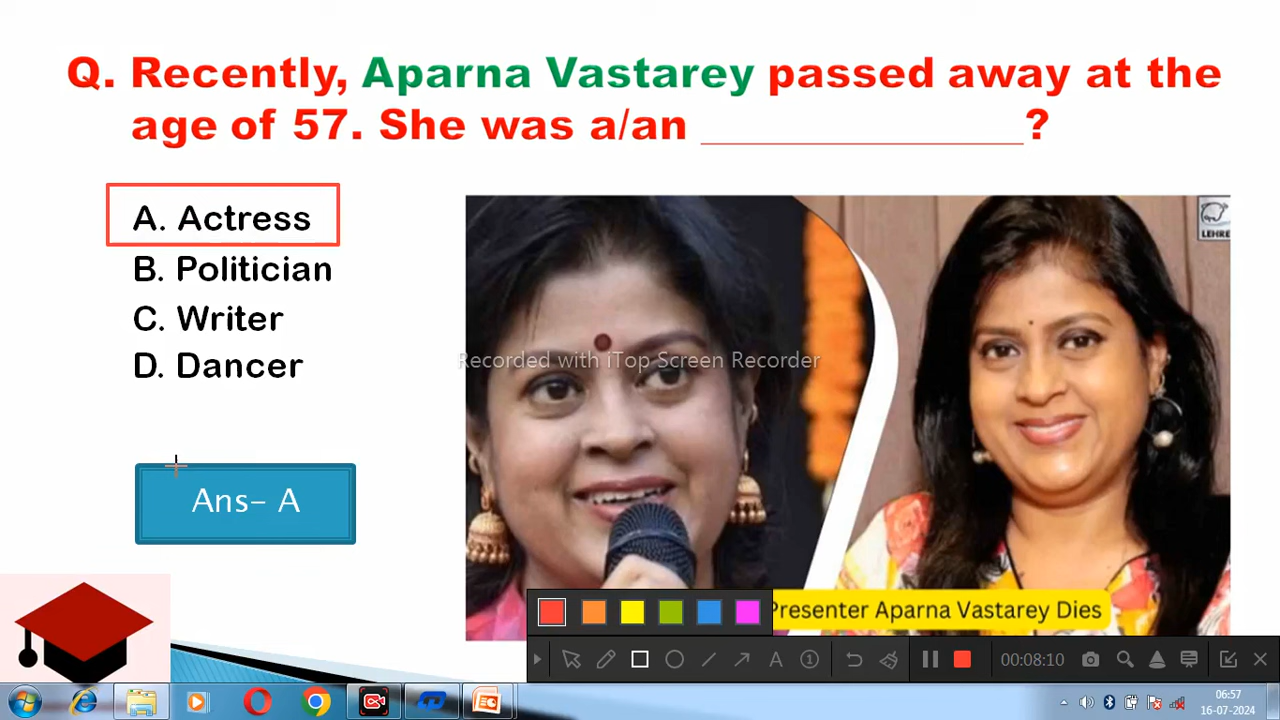 Q. Recently, Aparna Vastarey passed away at the
age of 57. She was a/an ____________?
A. Actress
B. Politician
C. Writer
D. Dancer
Ans- A
LEHRE
Recorded with iTop Screen Recorder
Presenter Aparna Vastarey Dies
00:08:10
06:57
16-07-2024